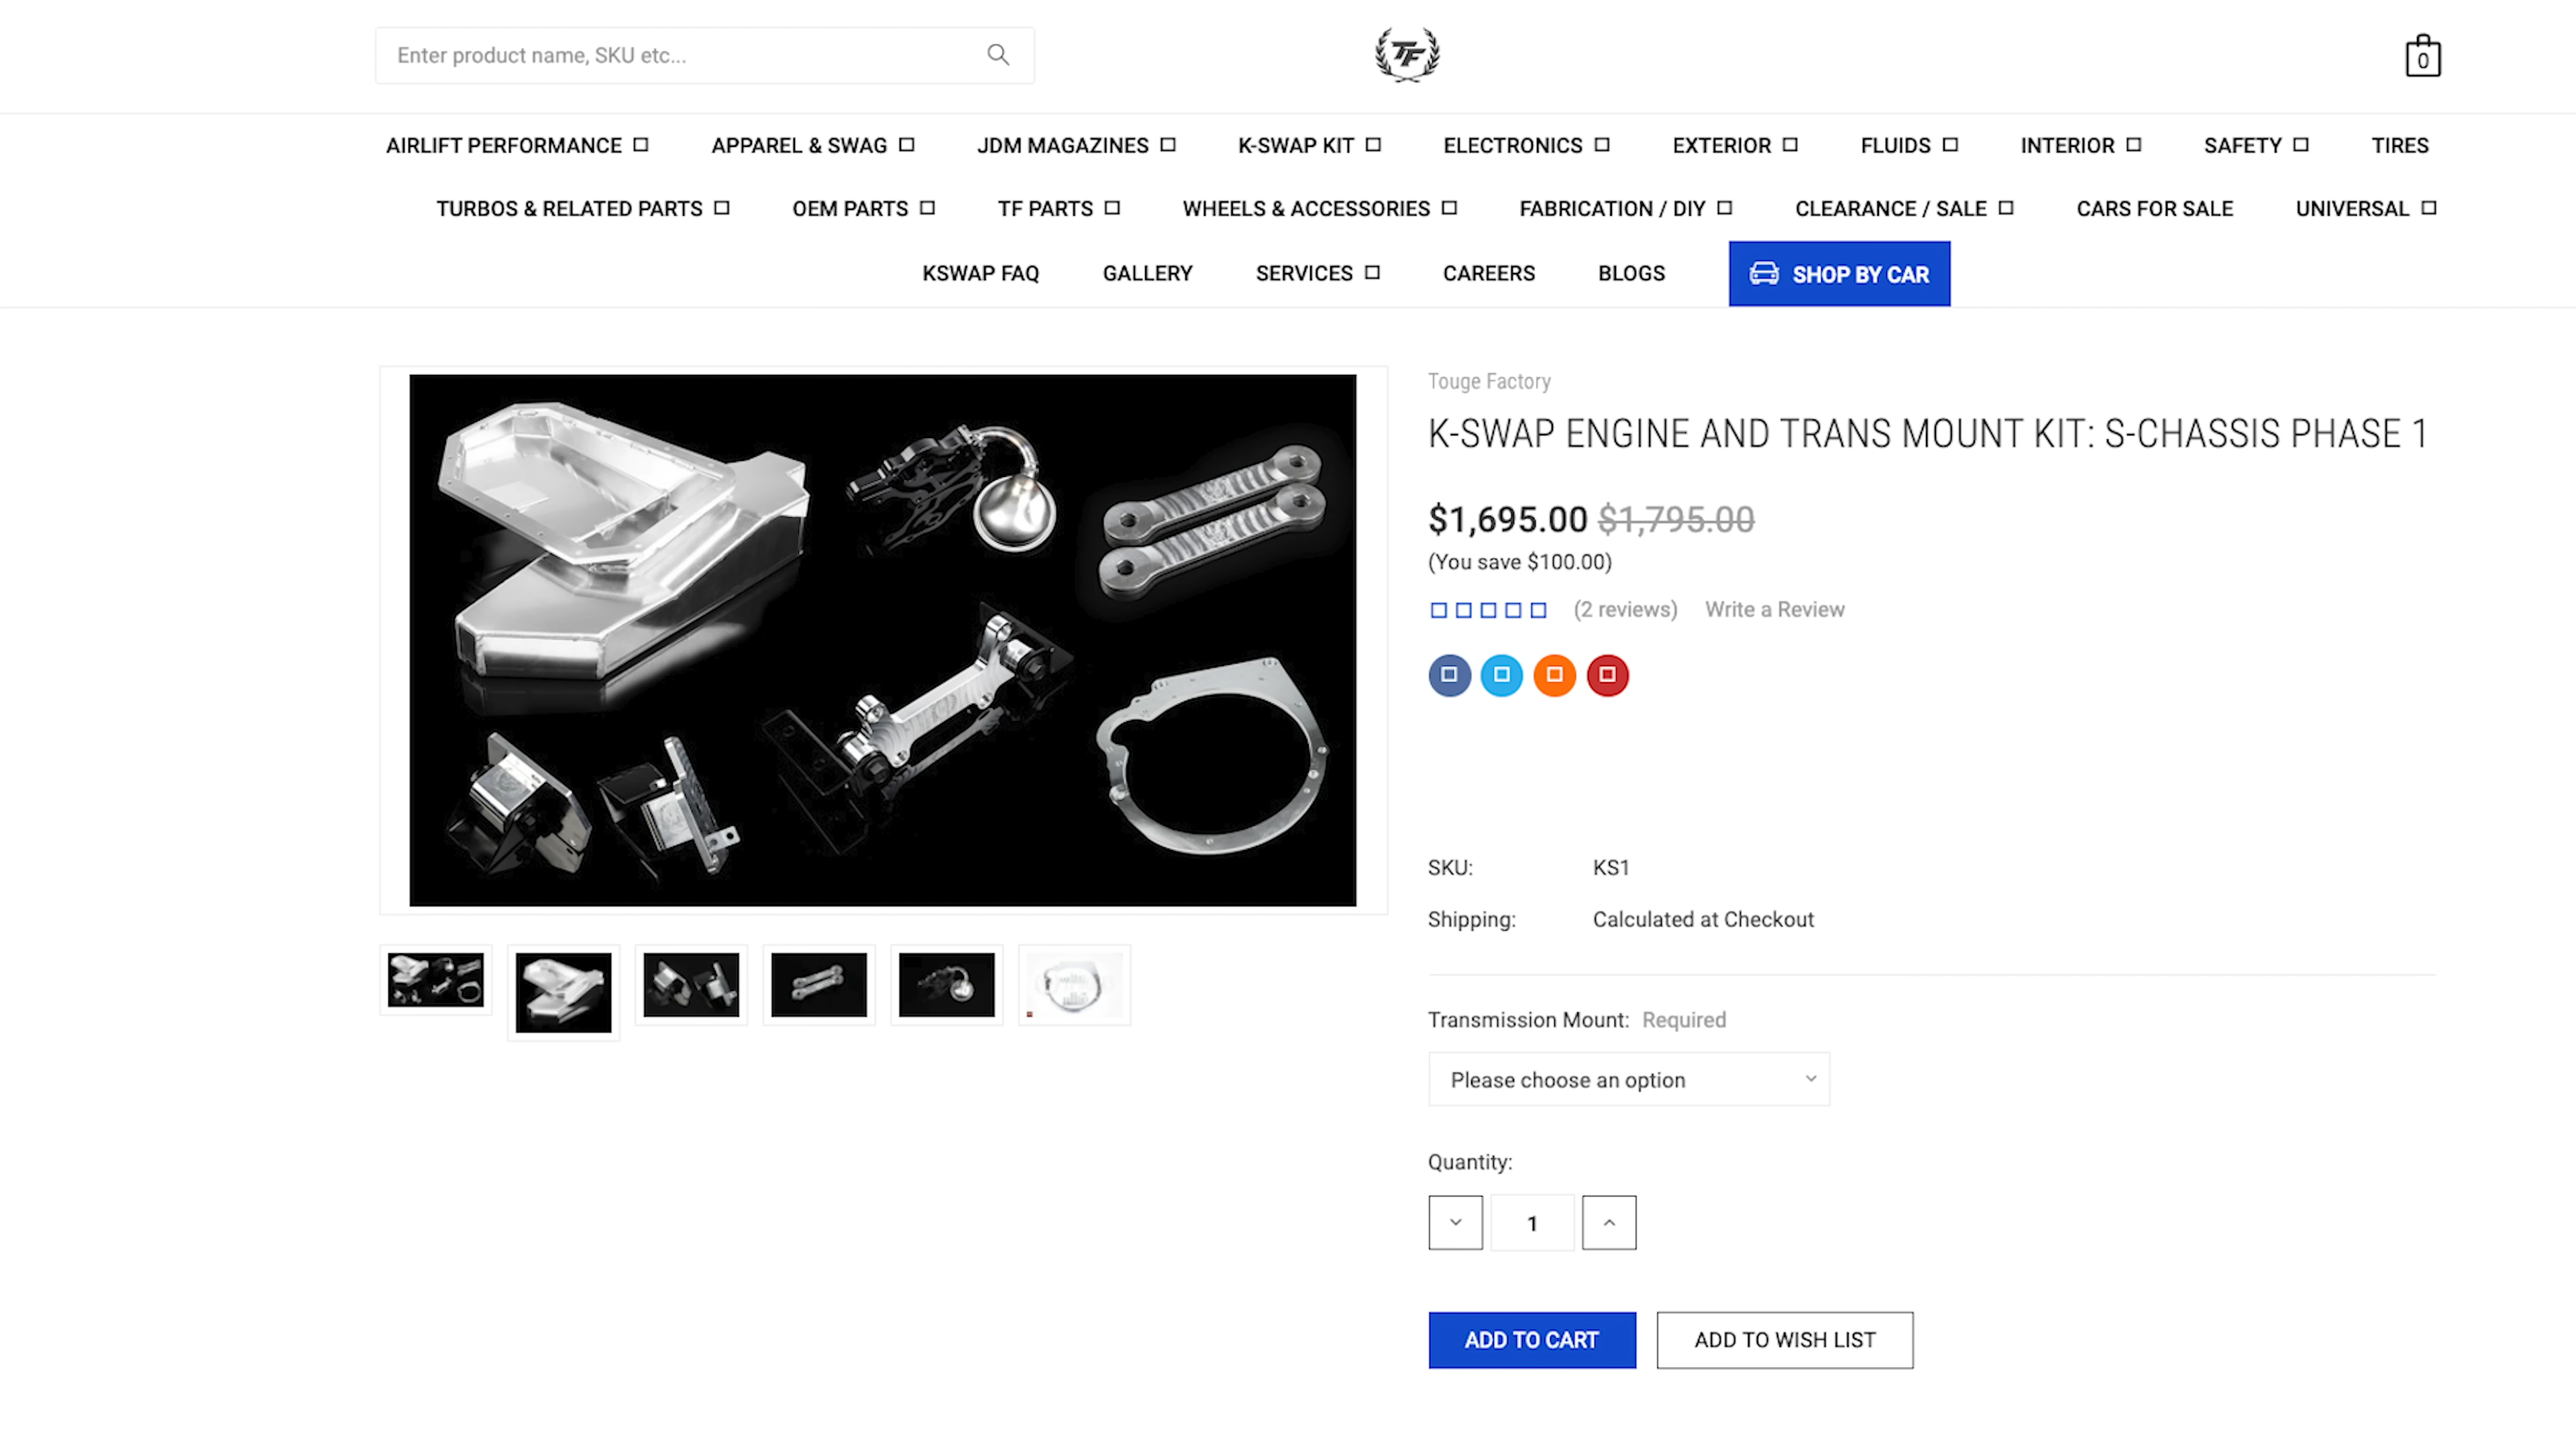 Enter product name, SKU etc...
TF
0
AIRLIFT PERFORMANCE APPAREL & SWAG JDM MAGAZINES K-SWAP KIT ELECTRONICS EXTERIOR FLUIDS INTERIOR SAFETY TIRES
TURBOS & RELATED PARTS OEM PARTS TF PARTS WHEELS & ACCESSORIES FABRICATION / DIY CLEARANCE / SALE CARS FOR SALE UNIVERSAL
KSWAP FAQ GALLERY SERVICES CAREERS BLOGS SHOP BY CAR
Touge Factory
K-SWAP ENGINE AND TRANS MOUNT KIT: S-CHASSIS PHASE 1
$1,695.00 $1,795.00
(You save $100.00)
(2 reviews) Write a Review
SKU: KS1
Shipping: Calculated at Checkout
Transmission Mount: Required
Please choose an option
Quantity:
1
ADD TO CART ADD TO WISH LIST